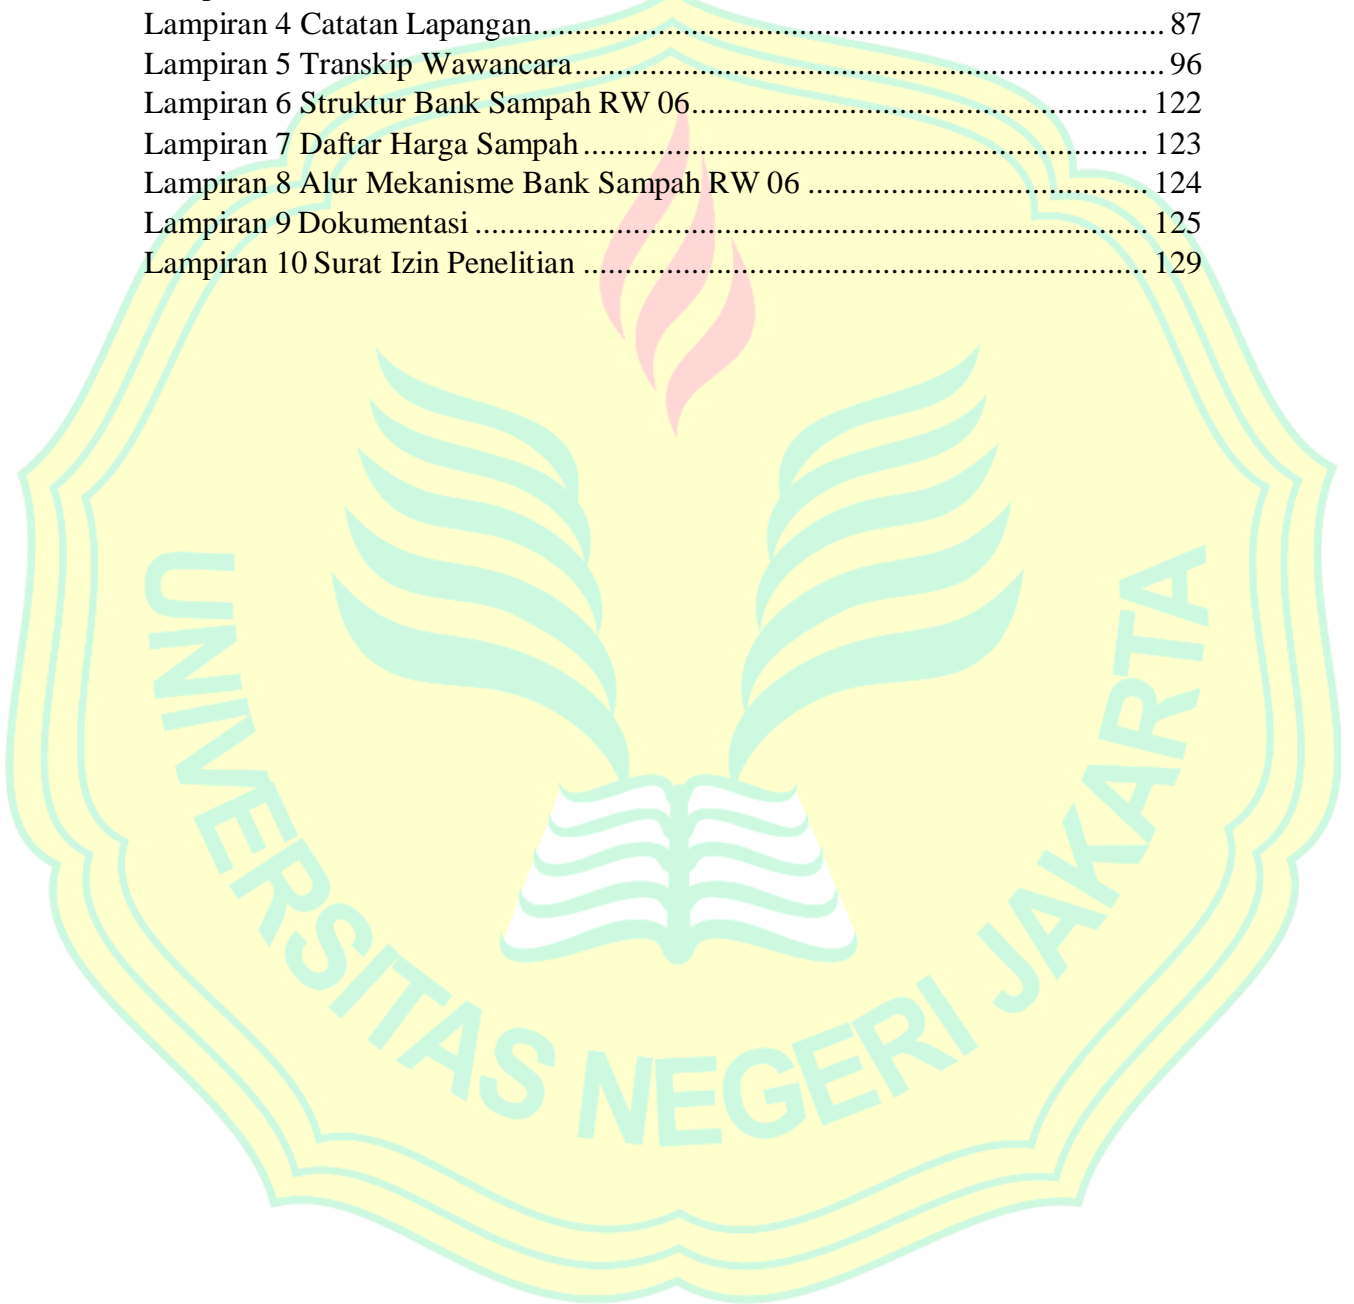 Lampiran 4 Catatan Lapangan............................................................................ 87
Lampiran 5 Transkip Wawancara....................................................................... 96
Lampiran 6 Struktur Bank Sampah RW 06....................................................... 122
Lampiran 7 Daftar Harga Sampah .................................................................... 123
Lampiran 8 Alur Mekanisme Bank Sampah RW 06 ......................................... 124
Lampiran 9 Dokumentasi ................................................................................. 125
Lampiran 10 Surat Izin Penelitian .................................................................... 129
UNIVERSITAS NEGERI JAKARTA